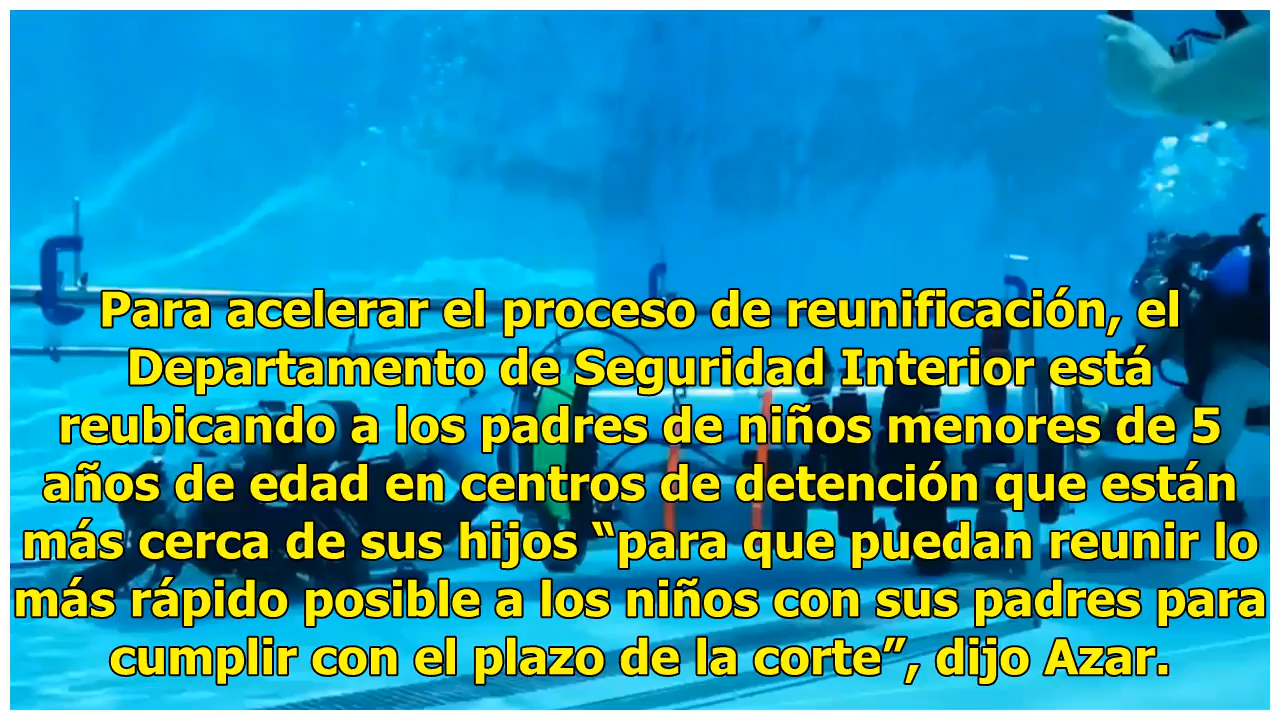 Para acelerar el proceso de reunificación, el
Departamento de Seguridad Interior está
reubicando a los padres de niños menores de 5
años de edad en centros de detención que están
más cerca de sus hijos “para que puedan reunir lo
más rápido posible a los niños con sus padres para
cumplir con el plazo de la corte”, dijo Azar.